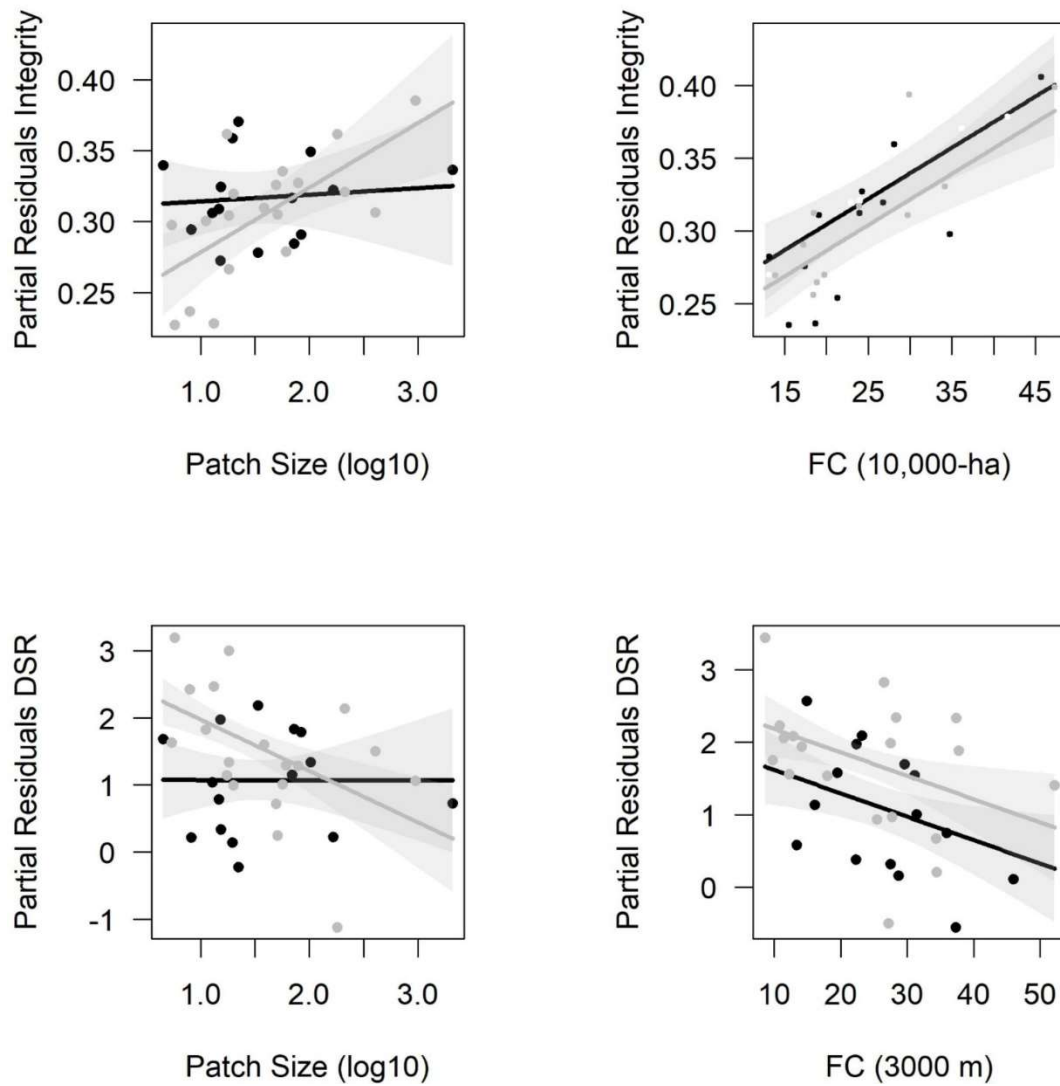 Partial Residuals Integrity
0.40
0.35
0.30
0.25
1.0 2.0 3.0
Patch Size (log10)
Partial Residuals Integrity
0.40
0.35
0.30
0.25
15 25 35 45
FC (10,000-ha)
Partial Residuals DSR
3
2
1
0
-1
1.0 2.0 3.0
Patch Size (log10)
Partial Residuals DSR
3
2
1
0
10 20 30 40 50
FC (3000 m)